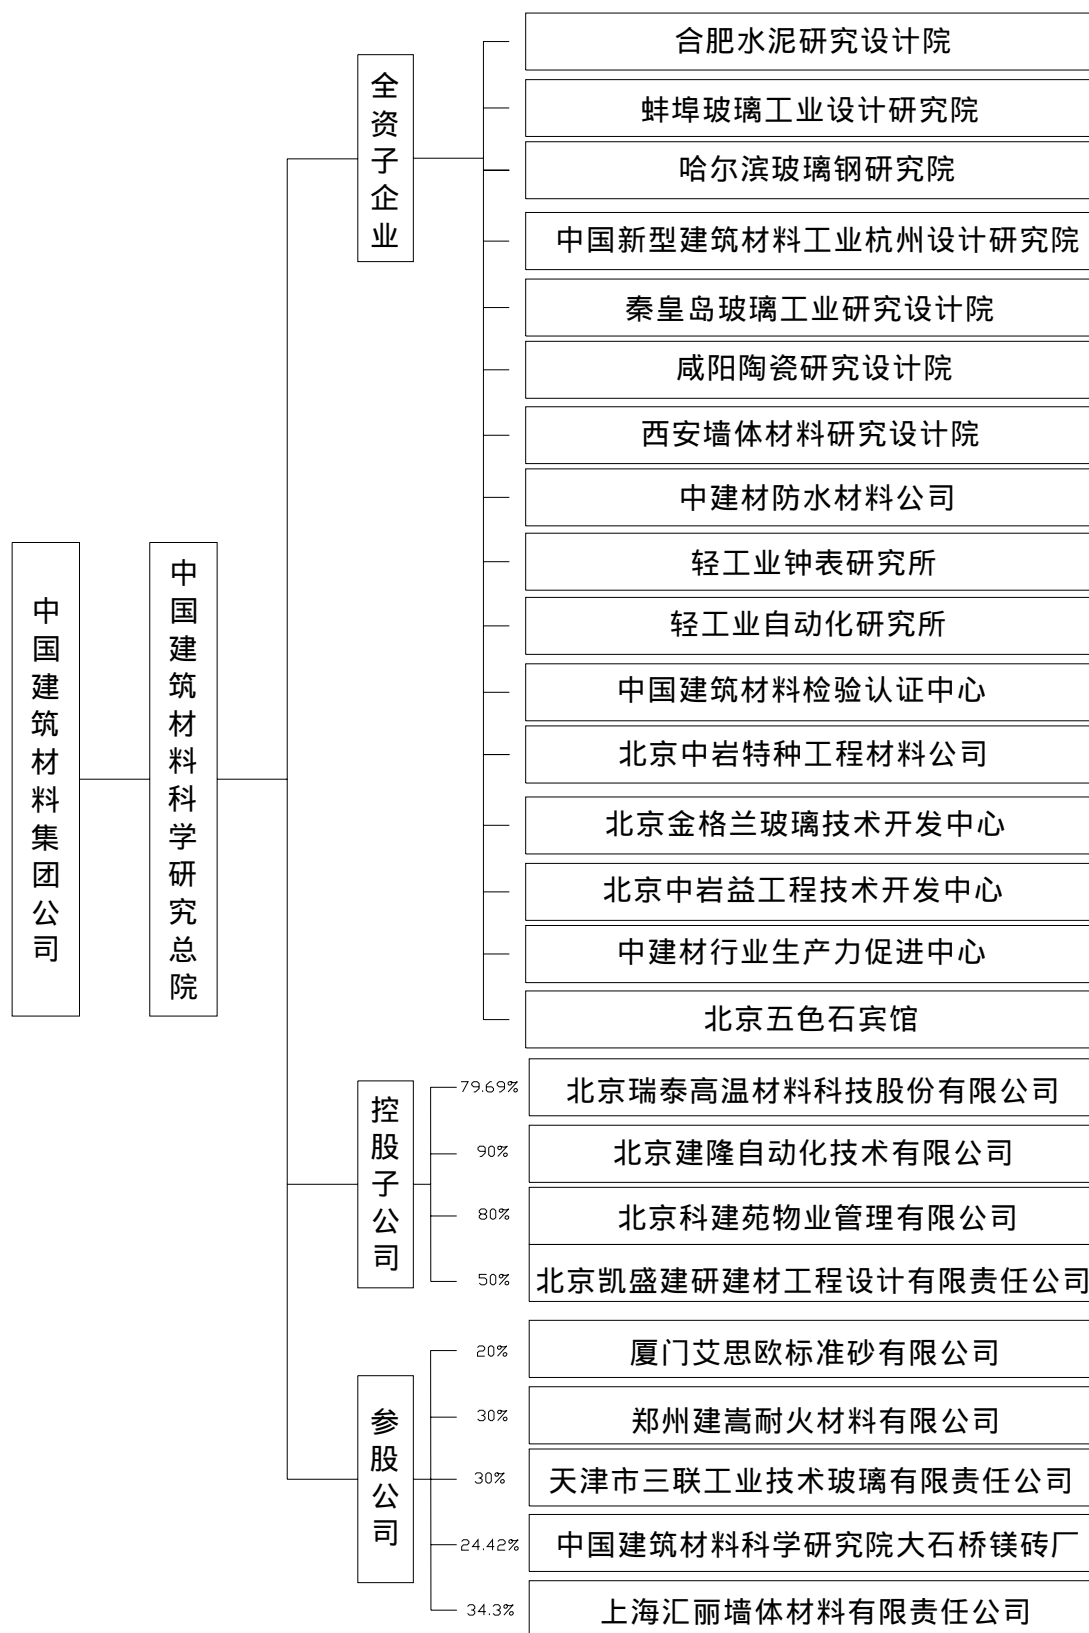 中国建筑材料集团公司
中国建筑材料科学研究总院
全资子企业
合肥水泥研究设计院
蚌埠玻璃工业设计研究院
哈尔滨玻璃钢研究院
中国新型建筑材料工业杭州设计研究院
秦皇岛玻璃工业研究设计院
咸阳陶瓷研究设计院
西安墙体材料研究设计院
中建材防水材料公司
轻工业钟表研究所
轻工业自动化研究所
中国建筑材料检验认证中心
北京中岩特种工程材料公司
北京金格兰玻璃技术开发中心
北京中岩益工程技术开发中心
中建材行业生产力促进中心
北京五色石宾馆
控股子公司
79.69% 北京瑞泰高温材料科技股份有限公司
90% 北京建隆自动化技术有限公司
80% 北京科建苑物业管理有限公司
50% 北京凯盛建研建材工程设计有限责任公司
参股公司
20% 厦门艾思欧标准砂有限公司
30% 郑州建嵩耐火材料有限公司
30% 天津市三联工业技术玻璃有限责任公司
24.42% 中国建筑材料科学研究院大石桥镁砖厂
34.3% 上海汇丽墙体材料有限责任公司